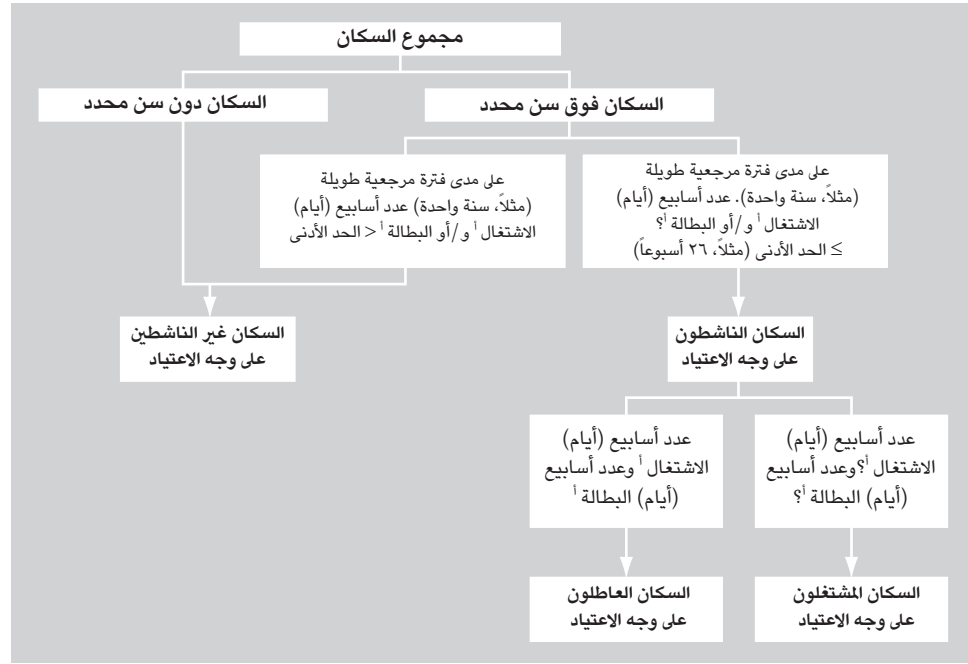 مجموع السكان
السكان فوق سن محدد
السكان دون سن محدد
على مدى فترة مرجعية طويلة
(مثلاً، سنة واحدة). عدد أسابيع (أيام)
الاشتغال أ و/أو البطالة أ؟
≥ الحد الأدنى (مثلاً، ٢٦ أسبوعاً)
على مدى فترة مرجعية طويلة
(مثلاً، سنة واحدة) عدد أسابيع (أيام)
الاشتغال أ و/أو البطالة أ < الحد الأدنى
السكان الناشطون
على وجه الاعتياد
السكان غير الناشطين
على وجه الاعتياد
عدد أسابيع (أيام)
الاشتغال أ؟وعدد أسابيع
(أيام) البطالة أ؟
عدد أسابيع (أيام)
الاشتغال أ وعدد أسابيع
(أيام) البطالة أ
السكان المشتغلون
على وجه الاعتياد
السكان العاطلون
على وجه الاعتياد